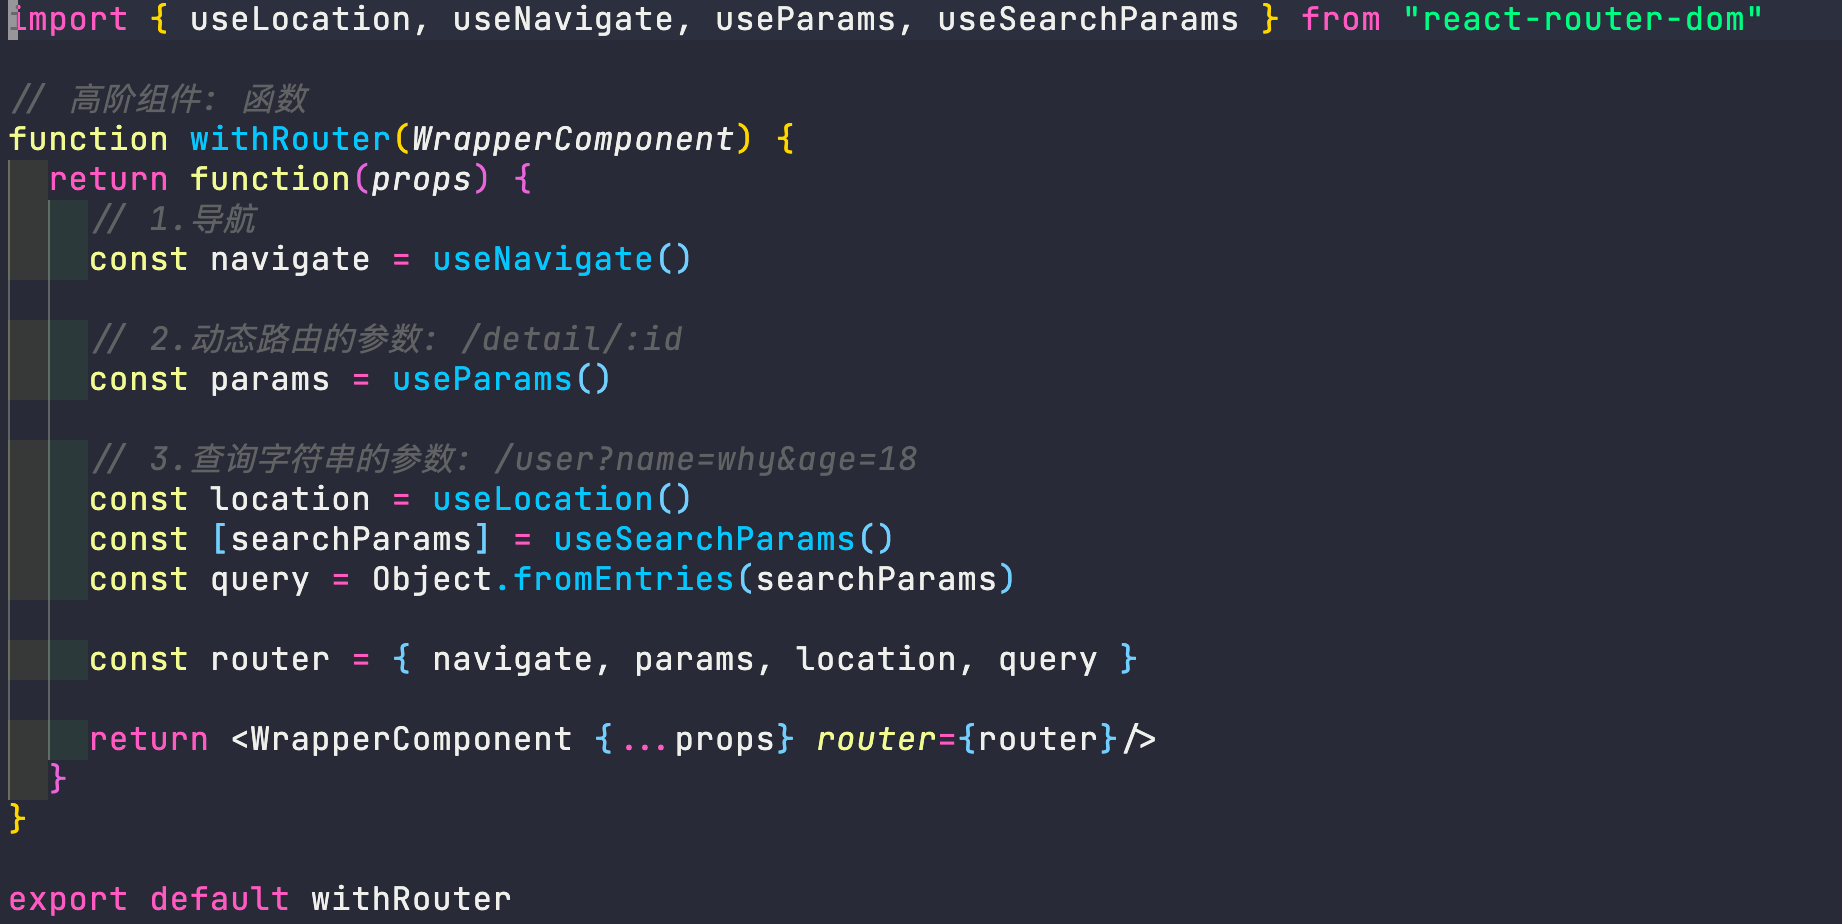 import { useLocation, useNavigate, useParams, useSearchParams } from "react-router-dom"
// 高阶组件: 函数
function withRouter(WrapperComponent) {
return function(props) {
// 1.导航
const navigate = useNavigate()
// 2.动态路由的参数: /detail/:id
const params = useParams()
// 3.查询字符串的参数: /user?name=why&age=18
const location = useLocation()
const [searchParams] = useSearchParams()
const query = Object.fromEntries(searchParams)
const router = { navigate, params, location, query }
return <WrapperComponent {...props} router={router}/>
}
}
export default withRouter